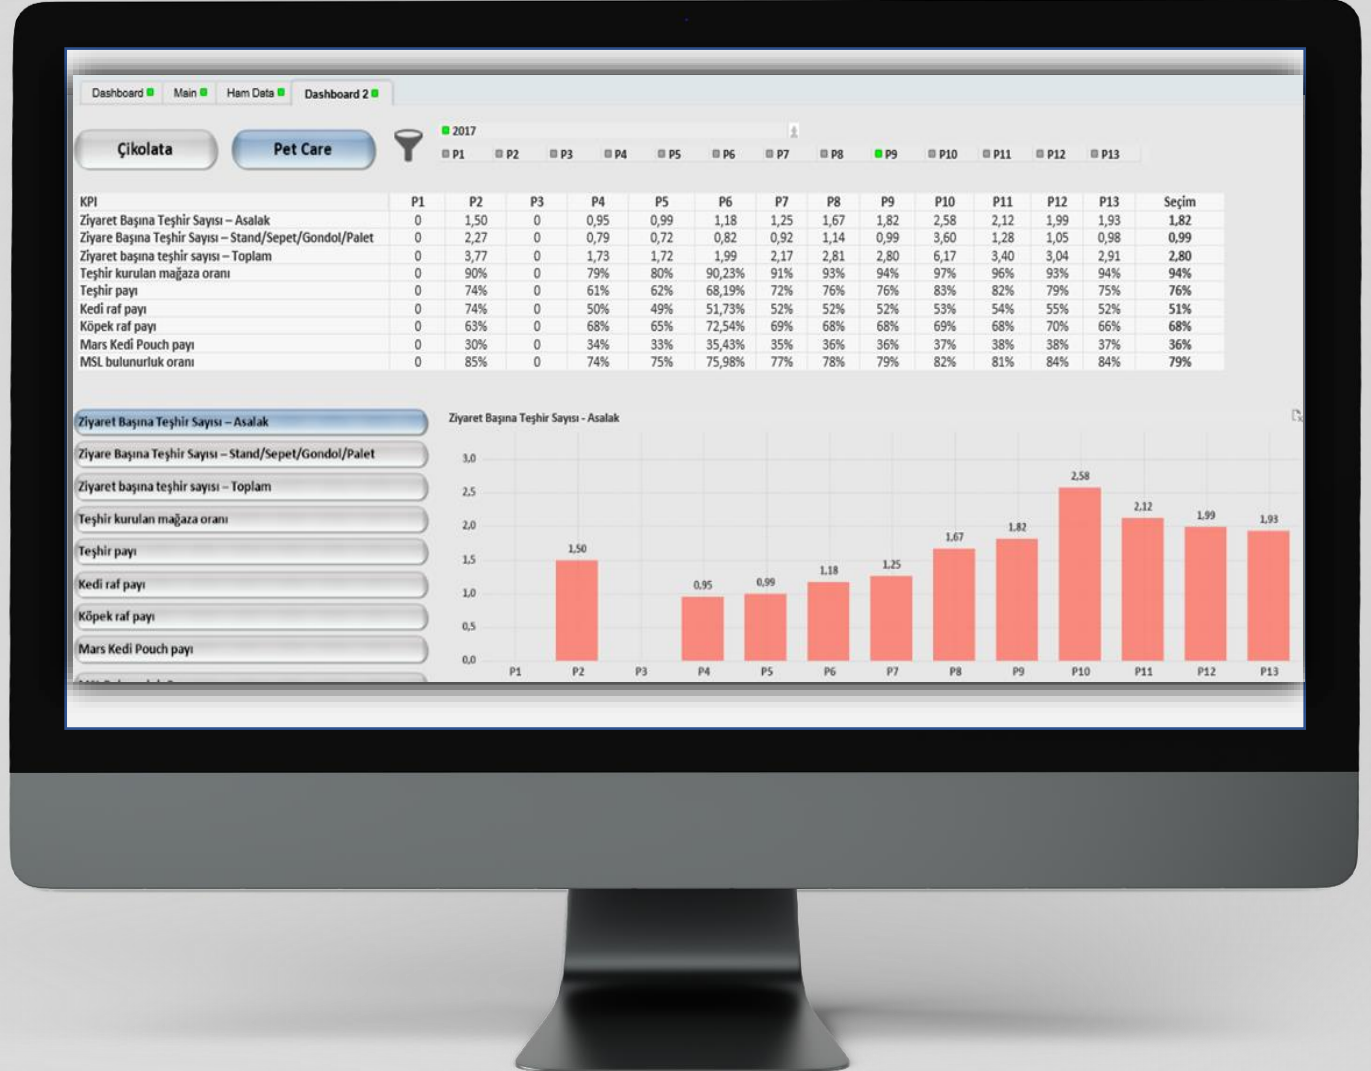 Dashboard Main Ham Data Dashboard 2
Çikolata Pet Care
2017
P1 P2 P3 P4 P5 P6 P7 P8 P9 P10 P11 P12 P13
KPI P1 P2 P3 P4 P5 P6 P7 P8 P9 P10 P11 P12 P13 Seçim
Ziyaret Başına Teşhir Sayısı – Asalak 0 1,50 0 0,95 0,99 1,18 1,25 1,67 1,82 2,58 2,12 1,99 1,93 1,82
Ziyare Başına Teşhir Sayısı – Stand/Sepet/Gondol/Palet 0 2,27 0 0,79 0,72 0,82 0,92 1,14 0,99 3,60 1,28 1,05 0,98 0,99
Ziyaret başına teşhir sayısı – Toplam 0 3,77 0 1,73 1,72 1,99 2,17 2,81 2,80 6,17 3,40 3,04 2,91 2,80
Teşhir kurulan mağaza oranı 0 90% 0 79% 80% 90,23% 91% 93% 94% 97% 96% 93% 94% 94%
Teşhir payı 0 74% 0 61% 62% 68,19% 72% 76% 76% 83% 82% 79% 75% 76%
Kedi raf payı 0 74% 0 50% 49% 51,73% 52% 52% 52% 53% 54% 55% 52% 51%
Köpek raf payı 0 63% 0 68% 65% 72,54% 69% 68% 68% 69% 68% 70% 66% 68%
Mars Kedi Pouch payı 0 30% 0 34% 33% 35,43% 35% 36% 36% 37% 38% 38% 37% 36%
MSL bulunurluk oranı 0 85% 0 74% 75% 75,98% 77% 78% 79% 82% 81% 84% 84% 79%
Ziyaret Başına Teşhir Sayısı – Asalak
Ziyare Başına Teşhir Sayısı – Stand/Sepet/Gondol/Palet
Ziyaret başına teşhir sayısı – Toplam
Teşhir kurulan mağaza oranı
Teşhir payı
Kedi raf payı
Köpek raf payı
Mars Kedi Pouch payı
Ziyaret Başına Teşhir Sayısı - Asalak
3,0
2,5
2,0
1,5
1,0
0,5
0,0
1,50 0,95 0,99 1,18 1,25 1,67 1,82 2,58 2,12 1,99 1,93
P1 P2 P3 P4 P5 P6 P7 P8 P9 P10 P11 P12 P13